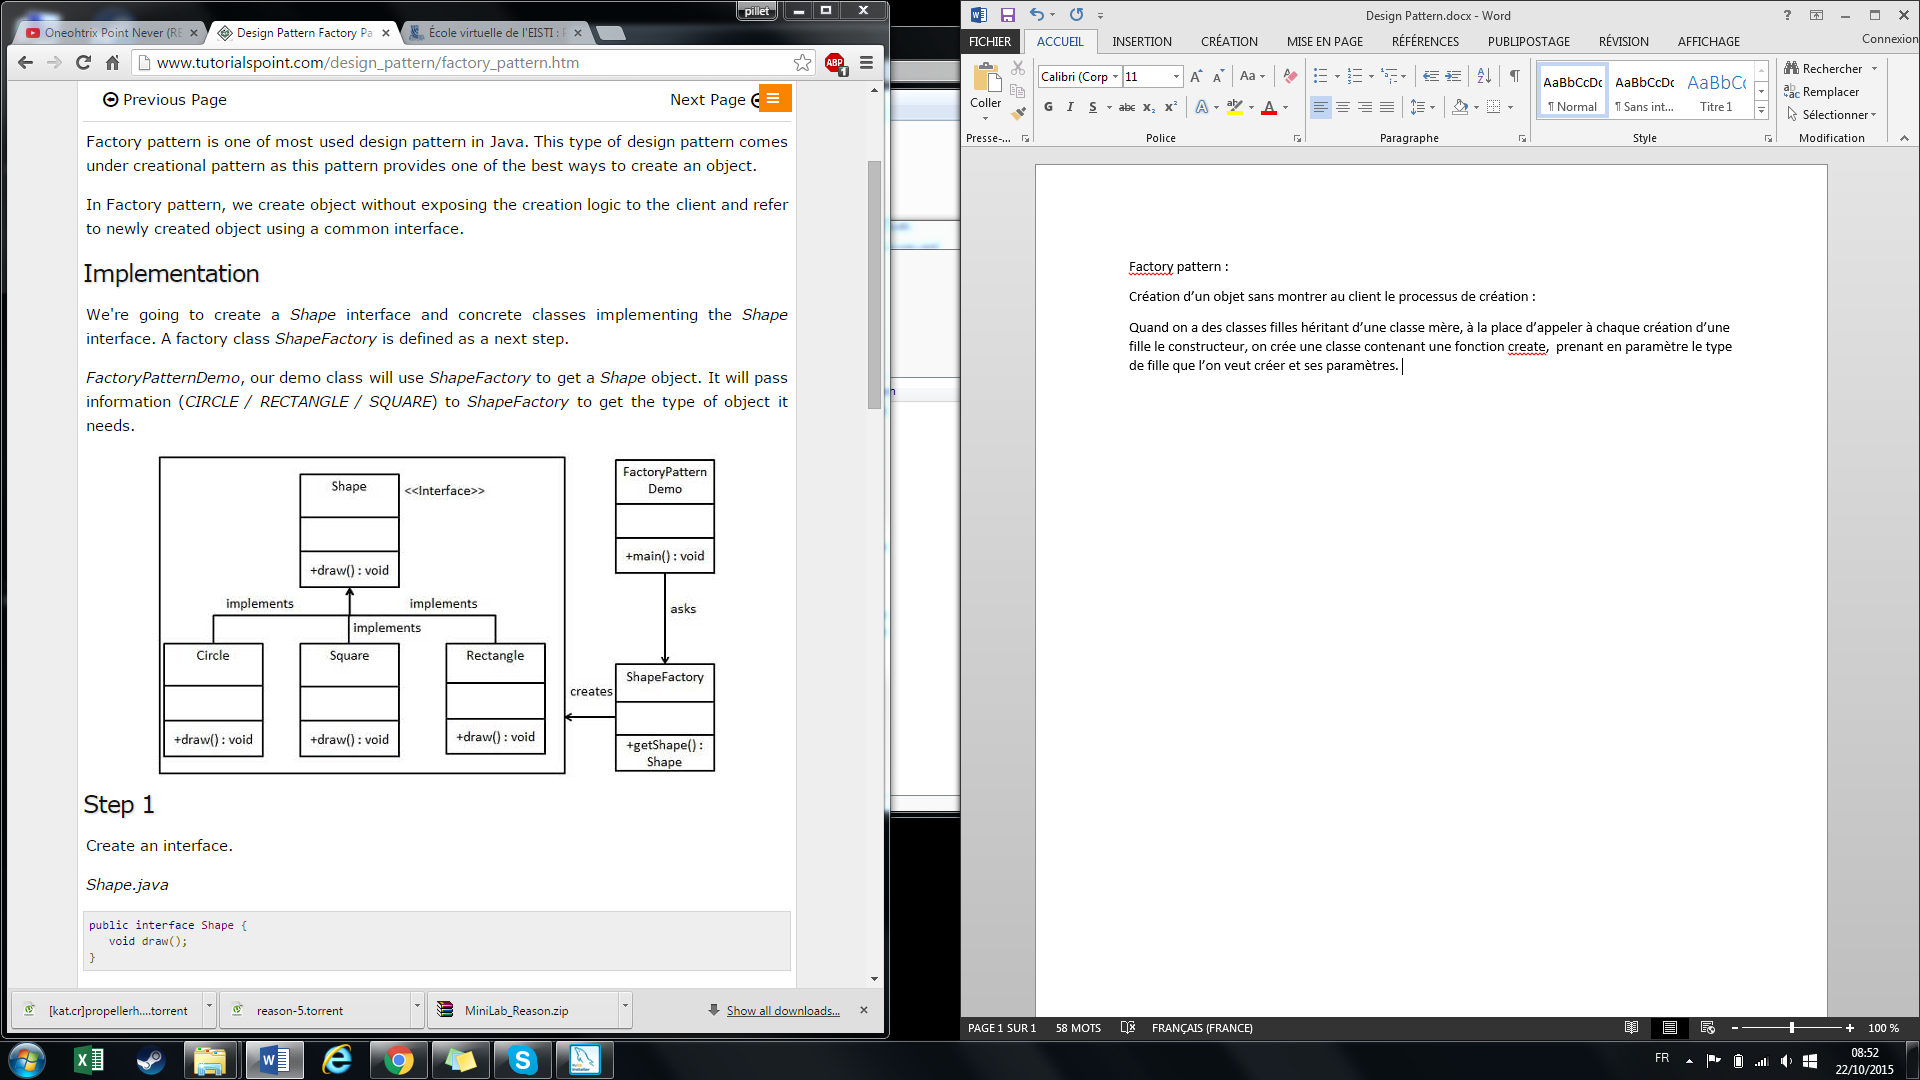 pillet
Oneohtrix Point Never (RE
Design Pattern Factory Pa
École virtuelle de l'EISTI : F
www.tutorialspoint.com/design_pattern/factory_pattern.htm
ABP
1
Previous Page
Next Page
Factory pattern is one of most used design pattern in Java. This type of design pattern comes
under creational pattern as this pattern provides one of the best ways to create an object.
In Factory pattern, we create object without exposing the creation logic to the client and refer
to newly created object using a common interface.
Implementation
We're going to create a Shape interface and concrete classes implementing the Shape
interface. A factory class ShapeFactory is defined as a next step.
FactoryPatternDemo, our demo class will use ShapeFactory to get a Shape object. It will pass
information (CIRCLE / RECTANGLE / SQUARE) to ShapeFactory to get the type of object it
needs.
Shape
<<Interface>>
+draw() : void
FactoryPattern
Demo
+main() : void
implements
implements
implements
asks
Circle
Square
Rectangle
+draw() : void
+draw() : void
+draw() : void
creates
ShapeFactory
+getShape() :
Shape
Step 1
Create an interface.
Shape.java
public interface Shape {
void draw();
}
[kat.cr]propellerh....torrent
reason-5.torrent
MiniLab_Reason.zip
Show all downloads...
Design Pattern.docx - Word
FICHIER
ACCUEIL
INSERTION
CRÉATION
MISE EN PAGE
RÉFÉRENCES
PUBLIPOSTAGE
RÉVISION
AFFICHAGE
Connexion
Coller
Calibri (Corp
11
G I S abc x₂ x²
AaBbCcDc
AaBbCcDc
AaBbCc
¶ Normal
¶ Sans int...
Titre 1
Rechercher
Remplacer
Sélectionner
Presse-...
Police
Paragraphe
Style
Modification
Factory pattern :
Création d'un objet sans montrer au client le processus de création :
Quand on a des classes filles héritant d'une classe mère, à la place d'appeler à chaque création d'une
fille le constructeur, on crée une classe contenant une fonction create, prenant en paramètre le type
de fille que l'on veut créer et ses paramètres.
PAGE 1 SUR 1
58 MOTS
FRANÇAIS (FRANCE)
100 %
FR
08:52
22/10/2015